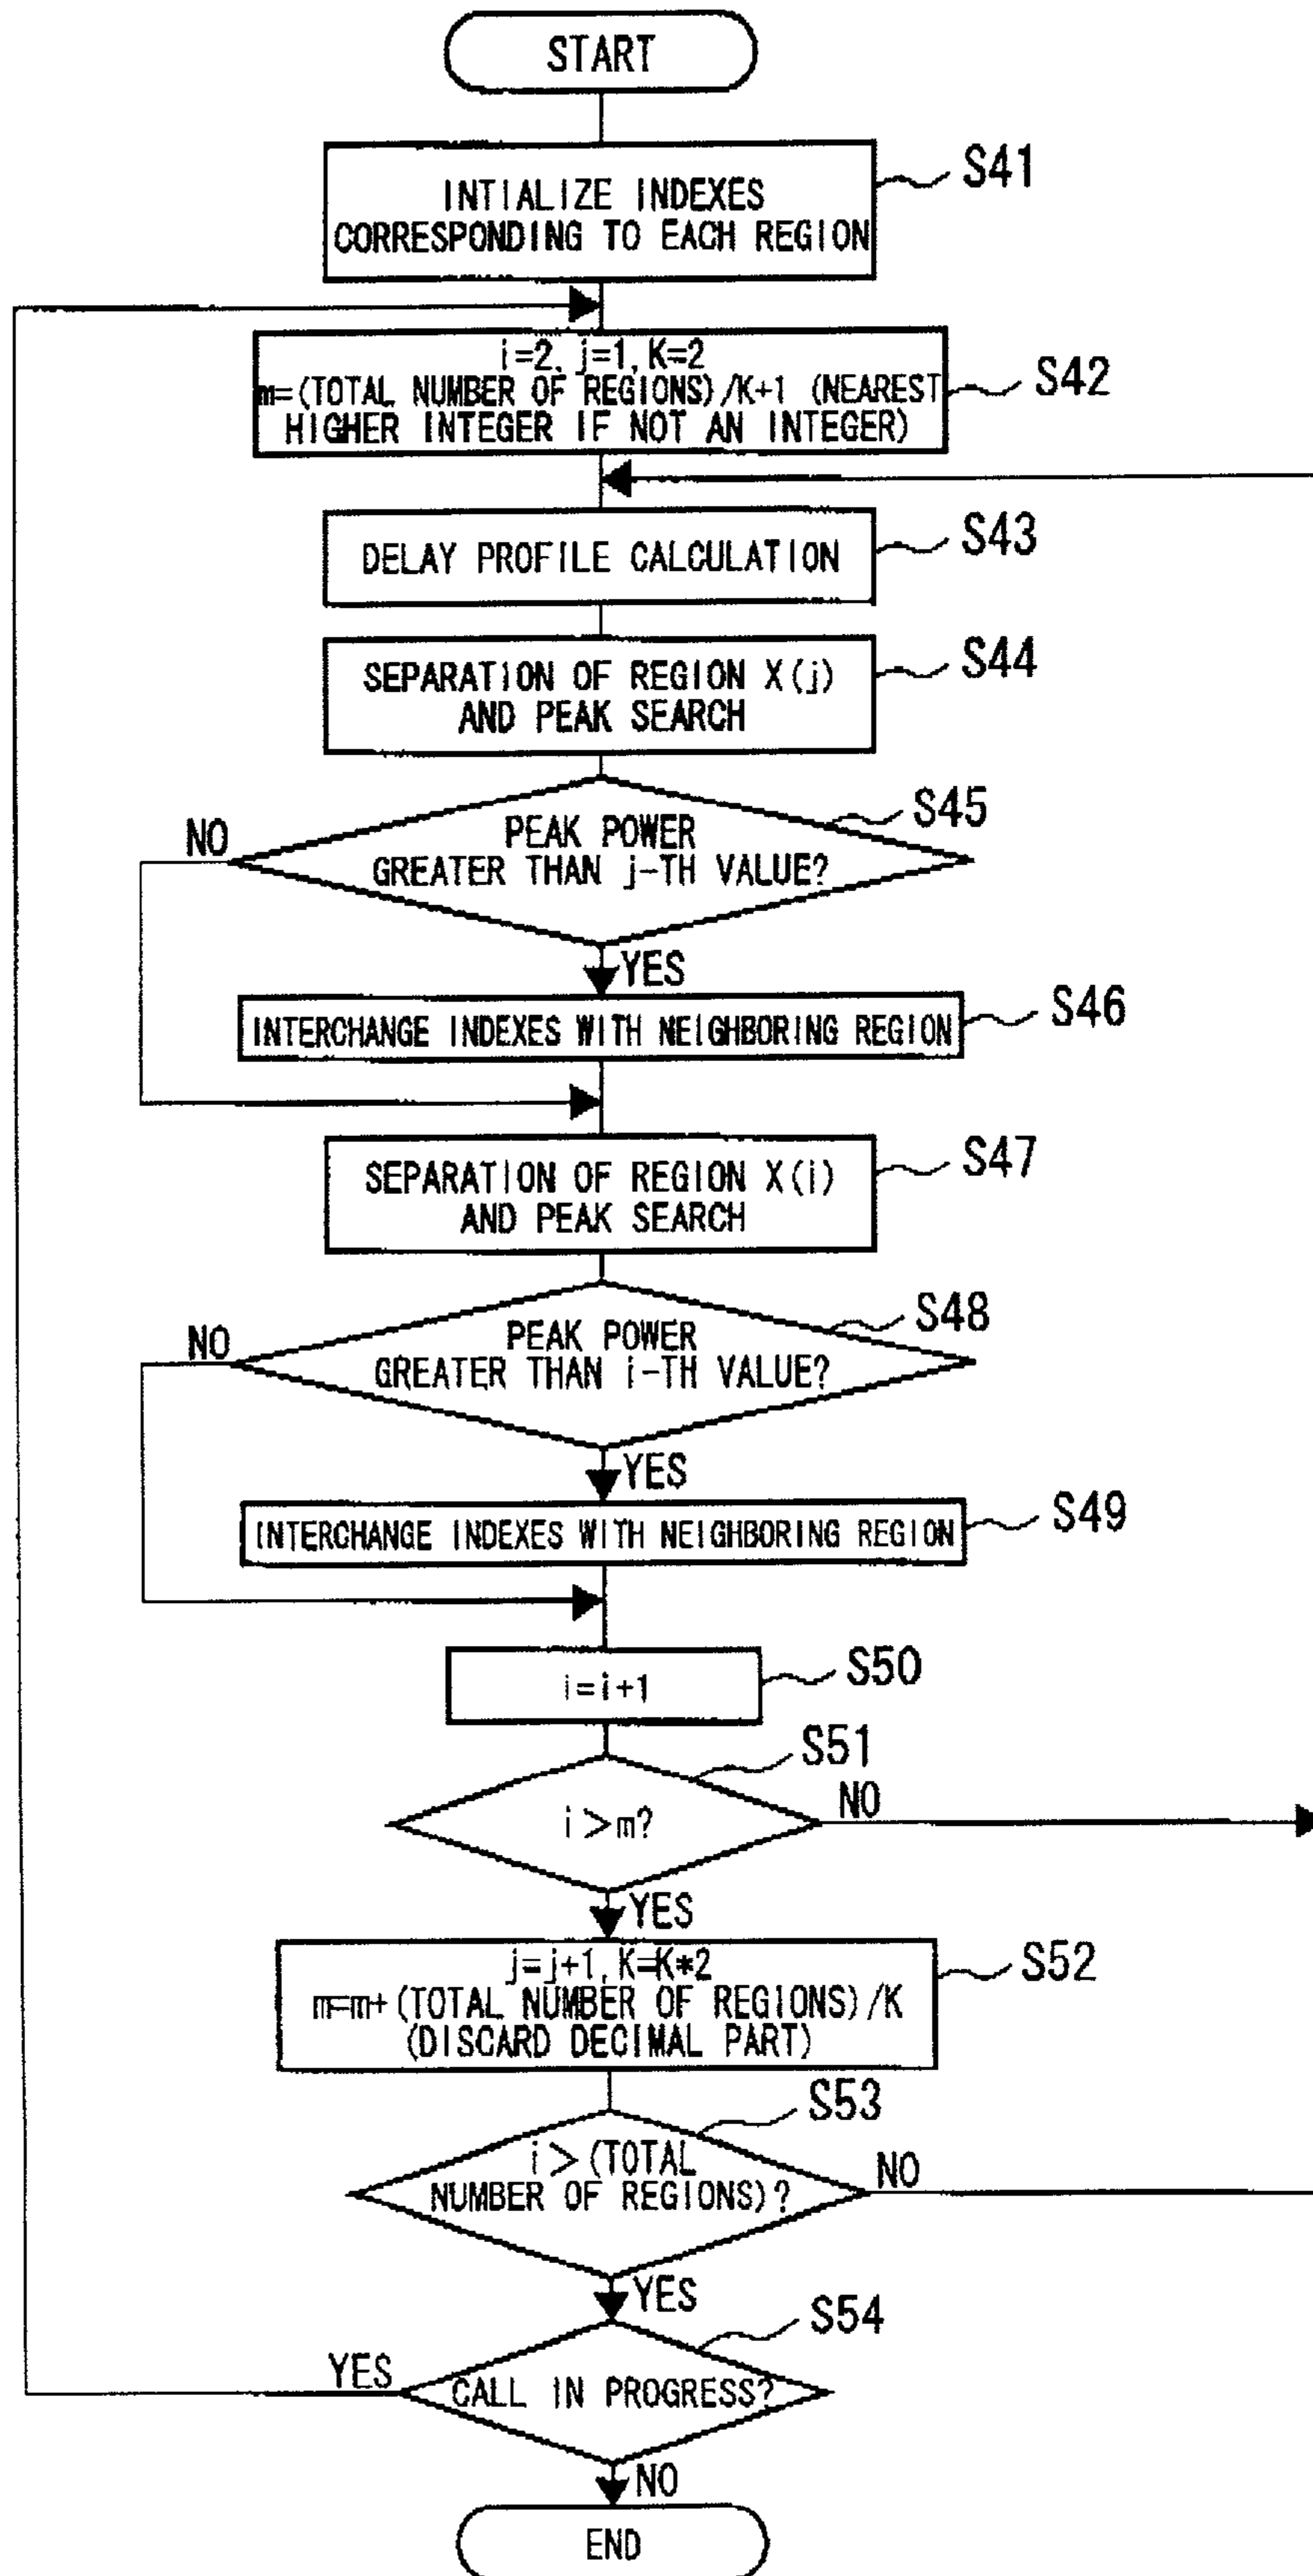 START
INTIALIZE INDEXES
CORRESPONDING TO EACH REGION
S41
i=2, j=1, K=2
m=(TOTAL NUMBER OF REGIONS)/K+1 (NEAREST
HIGHER INTEGER IF NOT AN INTEGER)
S42
DELAY PROFILE CALCULATION
S43
SEPARATION OF REGION X(j)
AND PEAK SEARCH
S44
PEAK POWER
GREATER THAN j-TH VALUE?
S45
NO
YES
INTERCHANGE INDEXES WITH NEIGHBORING REGION
S46
SEPARATION OF REGION X(i)
AND PEAK SEARCH
S47
PEAK POWER
GREATER THAN i-TH VALUE?
S48
NO
YES
INTERCHANGE INDEXES WITH NEIGHBORING REGION
S49
i=i+1
S50
i>m?
S51
NO
YES
j=j+1, K=K*2
m=m+(TOTAL NUMBER OF REGIONS)/K
(DISCARD DECIMAL PART)
S52
i>(TOTAL
NUMBER OF REGIONS)?
S53
NO
YES
CALL IN PROGRESS?
S54
YES
NO
END